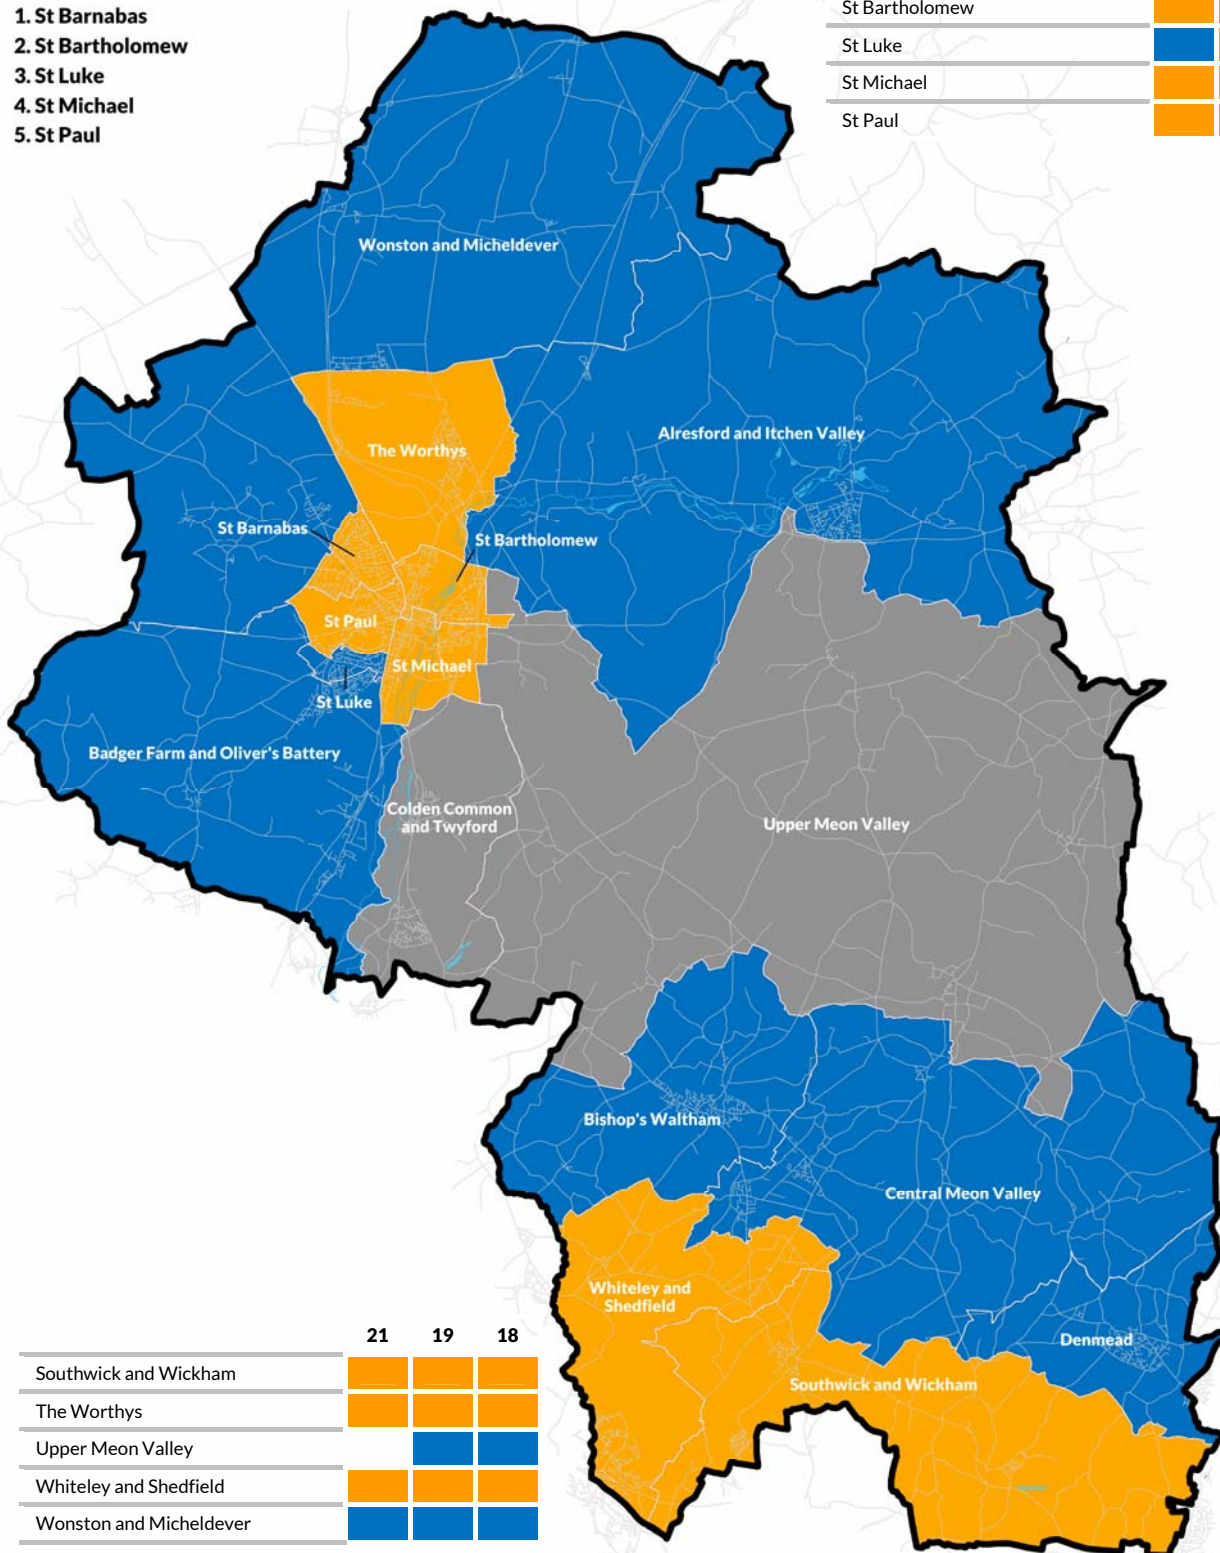 1. St Barnabas
2. St Bartholomew
3. St Luke
4. St Michael
5. St Paul
St Bartholomew
St Luke
St Michael
St Paul
Wonston and Micheldever
Alresford and Itchen Valley
The Worthys
St Barnabas
St Bartholomew
St Paul
St Michael
St Luke
Badger Farm and Oliver's Battery
Colden Common
and Twyford
Upper Meon Valley
Bishop's Waltham
Central Meon Valley
Whiteley and
Shedfield
Denmead
Southwick and Wickham
21 19 18
Southwick and Wickham
The Worthys
Upper Meon Valley
Whiteley and Shedfield
Wonston and Micheldever